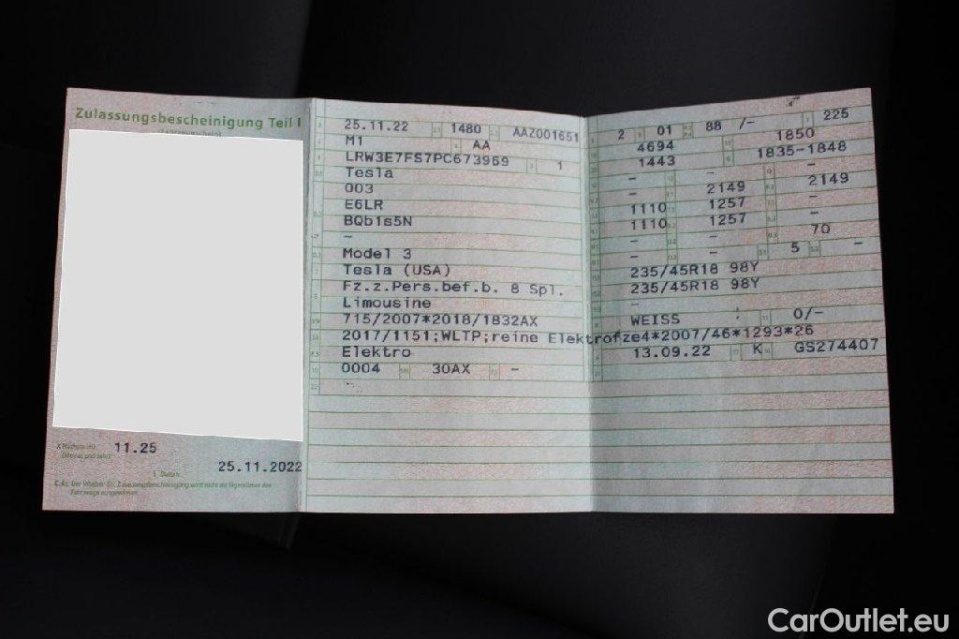 Zulassungsbescheinigung Teil I
11.25
25.11.2022
25.11.22 1480 AAZ001651
M1 AA
LRW3E7FS7PC673969 1
Tesla
003
E6LR
BQb1s5N
–
Model 3
Tesla (USA)
Fz.z.Pers.bef.b. 8 Spl.
Limousine
715/2007*2018/1832AX
2017/1151;WLTP;reine Elektrofz
Elektro
0004 30AX –
2 01 88 /– 225
4694 1850
1443 1835-1848
– – –
– 2149 2149
1110 1257 –
1110 1257 –
– – 70
– – 5 –
235/45R18 98Y
235/45R18 98Y
–
WEISS 0/–
e4*2007/46*1293*26
13.09.22 K GS274407
CarOutlet.eu